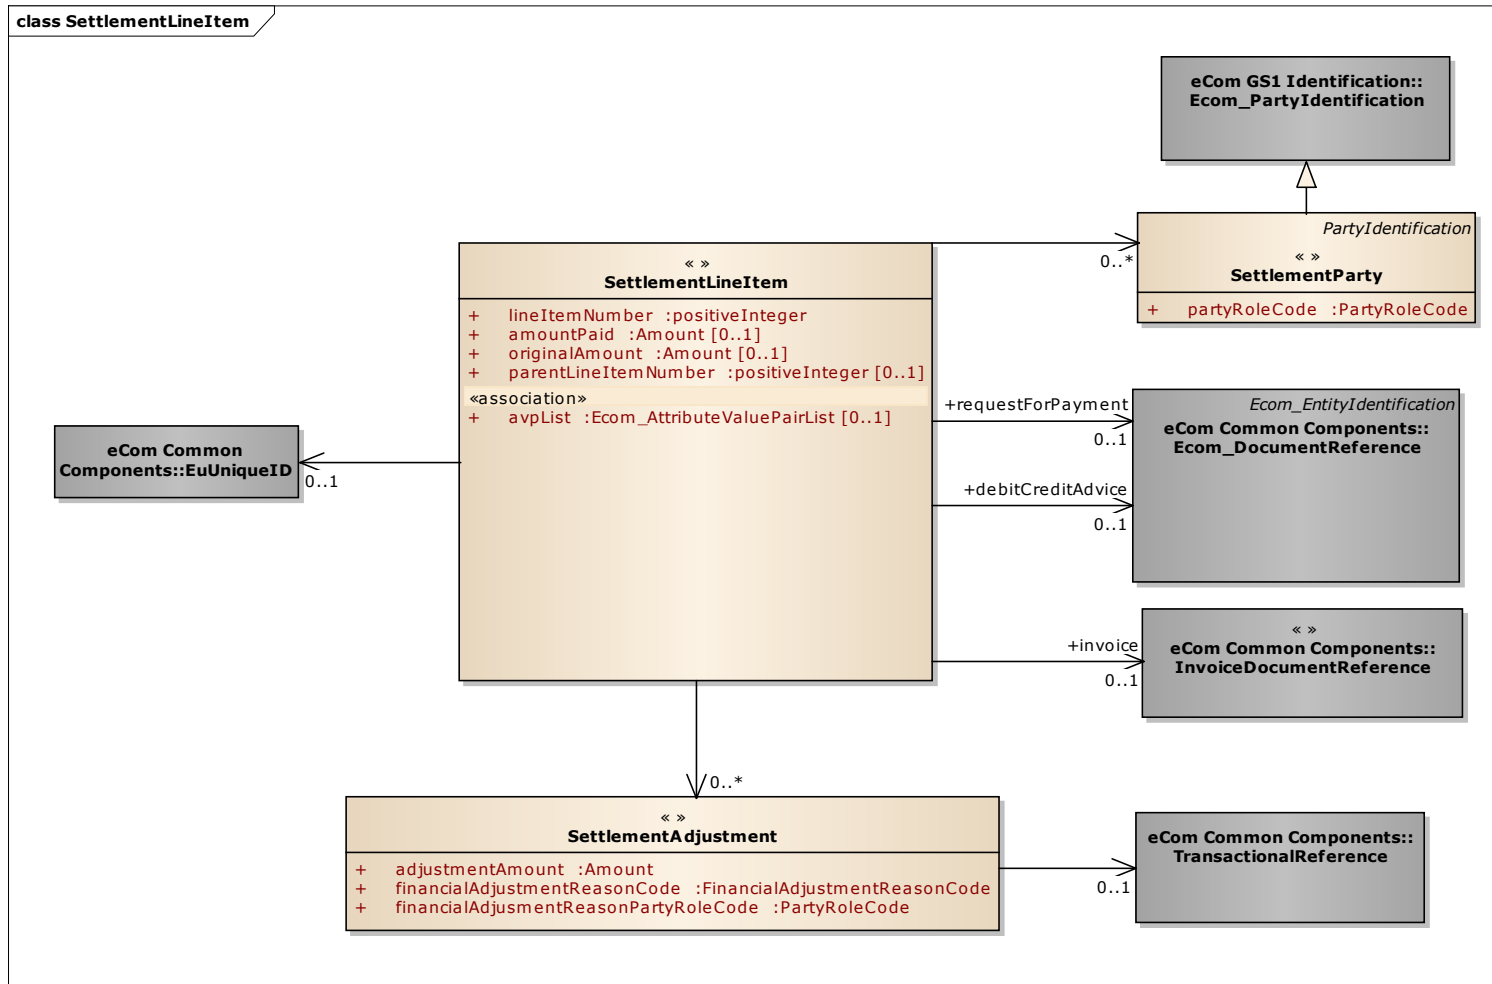 class SettlementLineItem
eCom GS1 Identification::
Ecom_PartyIdentification
PartyIdentification
« »
SettlementParty
+ partyRoleCode :PartyRoleCode
0..*
« »
SettlementLineItem
+ lineItemNumber :positiveInteger
+ amountPaid :Amount [0..1]
+ originalAmount :Amount [0..1]
+ parentLineItemNumber :positiveInteger [0..1]
«association»
+ avpList :Ecom_AttributeValuePairList [0..1]
+requestForPayment
0..1
+debitCreditAdvice
0..1
Ecom_EntityIdentification
eCom Common Components::
Ecom_DocumentReference
eCom Common
Components::EuUniqueID
0..1
+invoice
0..1
« »
eCom Common Components::
InvoiceDocumentReference
0..*
« »
SettlementAdjustment
+ adjustmentAmount :Amount
+ financialAdjustmentReasonCode :FinancialAdjustmentReasonCode
+ financialAdjusmentReasonPartyRoleCode :PartyRoleCode
0..1
eCom Common Components::
TransactionalReference